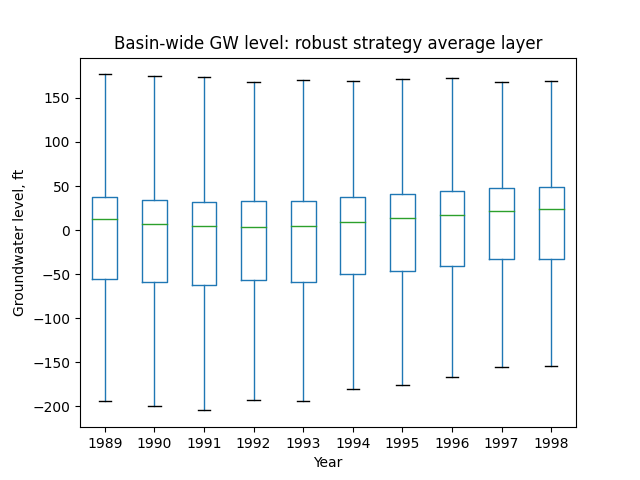 Basin-wide GW level: robust strategy average layer
Groundwater level, ft
150
100
50
0
−50
−100
−150
−200
1989 1990 1991 1992 1993 1994 1995 1996 1997 1998
Year